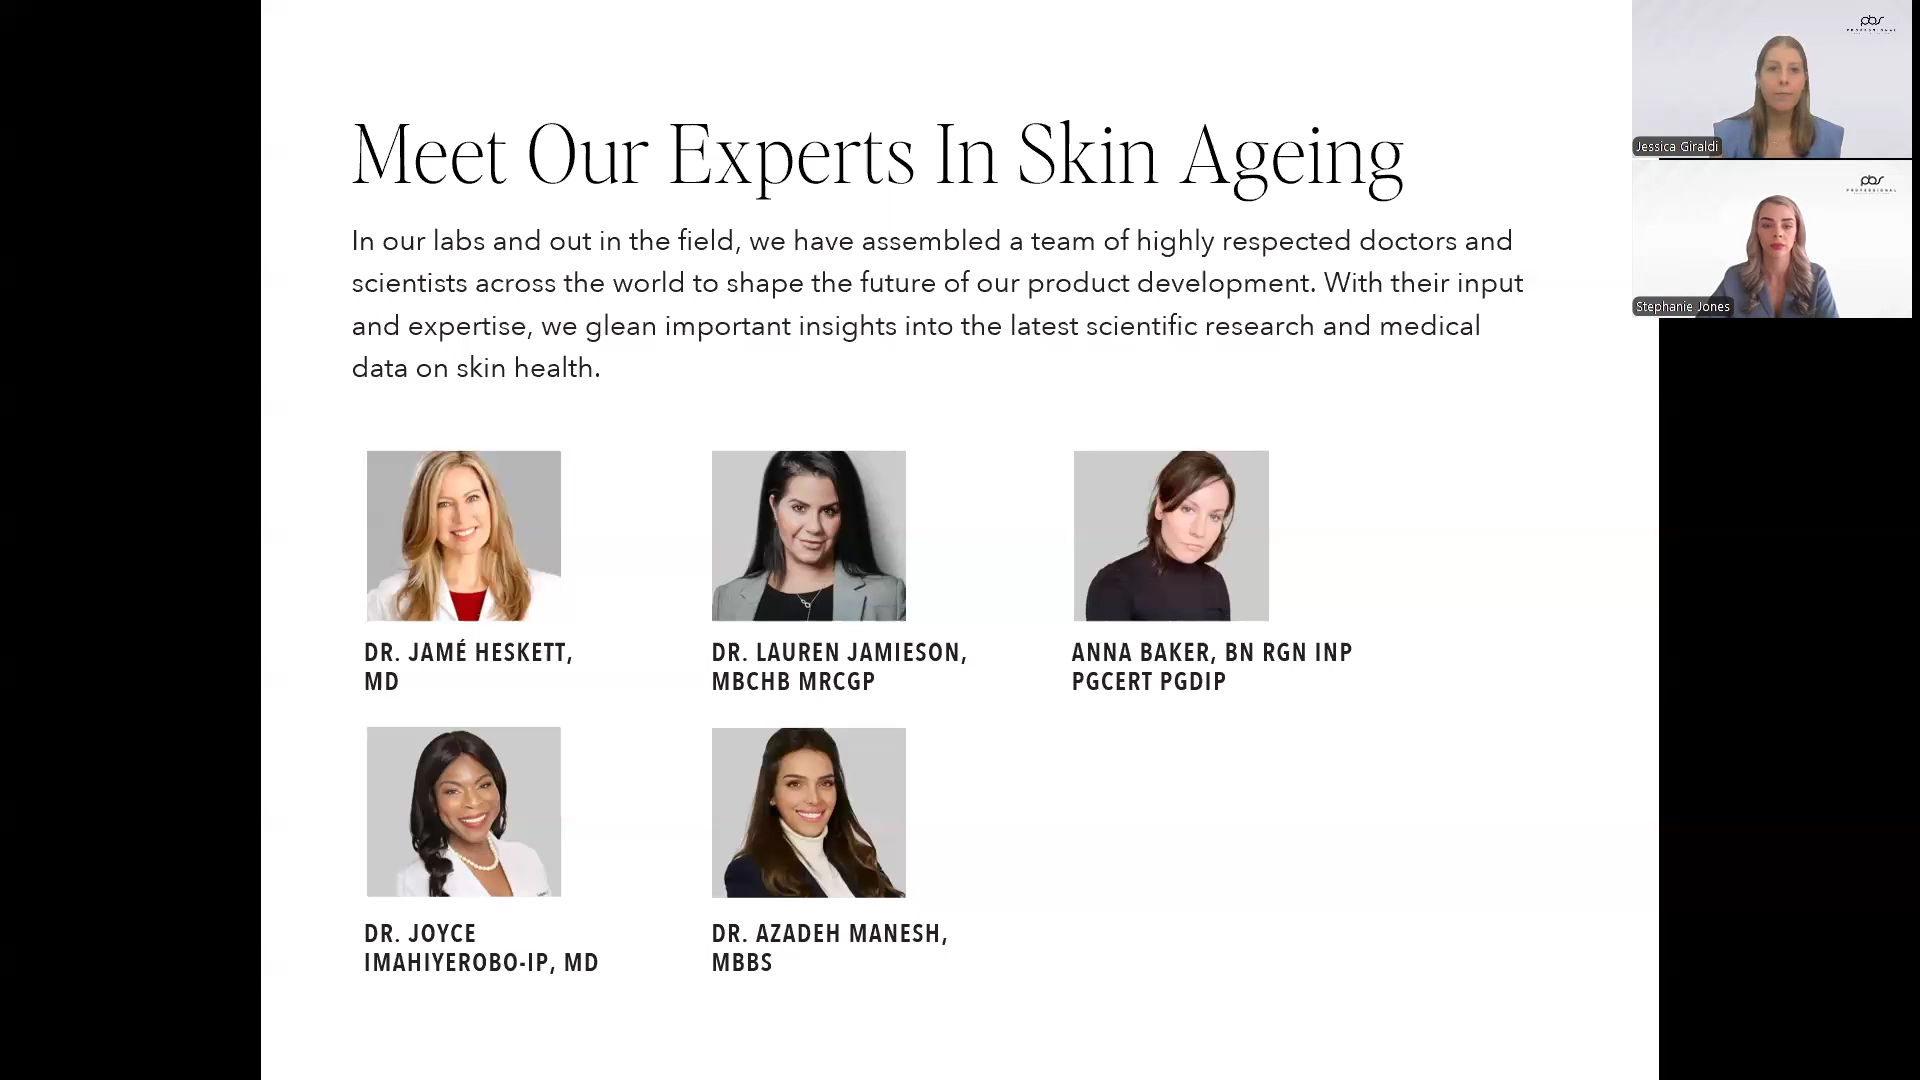 Meet Our Experts In Skin Ageing
In our labs and out in the field, we have assembled a team of highly respected doctors and
scientists across the world to shape the future of our product development. With their input
and expertise, we glean important insights into the latest scientific research and medical
data on skin health.
DR. JAMÉ HESKETT,
MD
DR. LAUREN JAMIESON,
MBCHB MRCGP
ANNA BAKER, BN RGN INP
PGCERT PGDIP
DR. JOYCE
IMAHIYEROBO-IP, MD
DR. AZADEH MANESH,
MBBS
pbs
PROFESSIONAL
Jessica Giraldi
pbs
PROFESSIONAL
Stephanie Jones